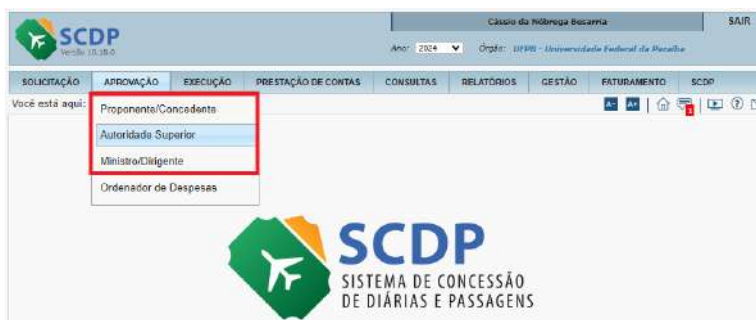 SCDP
Versão 10.18.0
Cássio da Nóbrega Besarria
SAIR
Ano: 2024
Órgão: UFPB - Universidade Federal da Paraíba
SOLICITAÇÃO APROVAÇÃO EXECUÇÃO PRESTAÇÃO DE CONTAS CONSULTAS RELATÓRIOS GESTÃO FATURAMENTO SCDP
Você está aqui:
A- A+
Proponente/Concedente
Autoridade Superior
Ministro/Dirigente
Ordenador de Despesas
SCDP
SISTEMA DE CONCESSÃO
DE DIÁRIAS E PASSAGENS